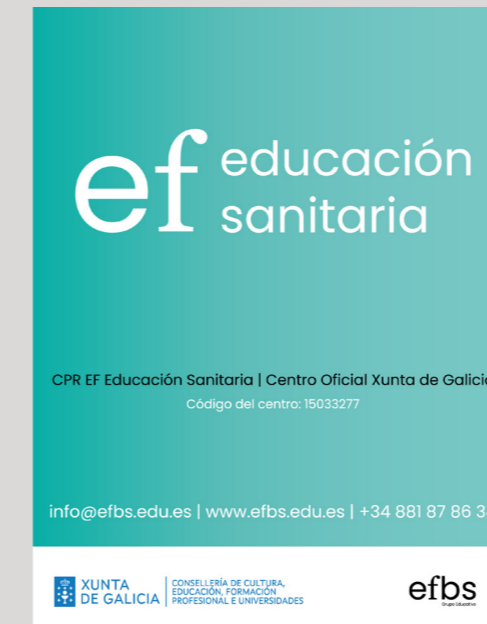 ef educación
sanitaria
CPR EF Educación Sanitaria | Centro Oficial Xunta de Galicia
Código del centro: 15033277
info@efbs.edu.es | www.efbs.edu.es | +34 881 87 86
XUNTA
DE GALICIA
CONSELLERÍA DE CULTURA,
EDUCACIÓN, FORMACIÓN
PROFESIONAL E UNIVERSIDADES
efbs
Grupo Educativo